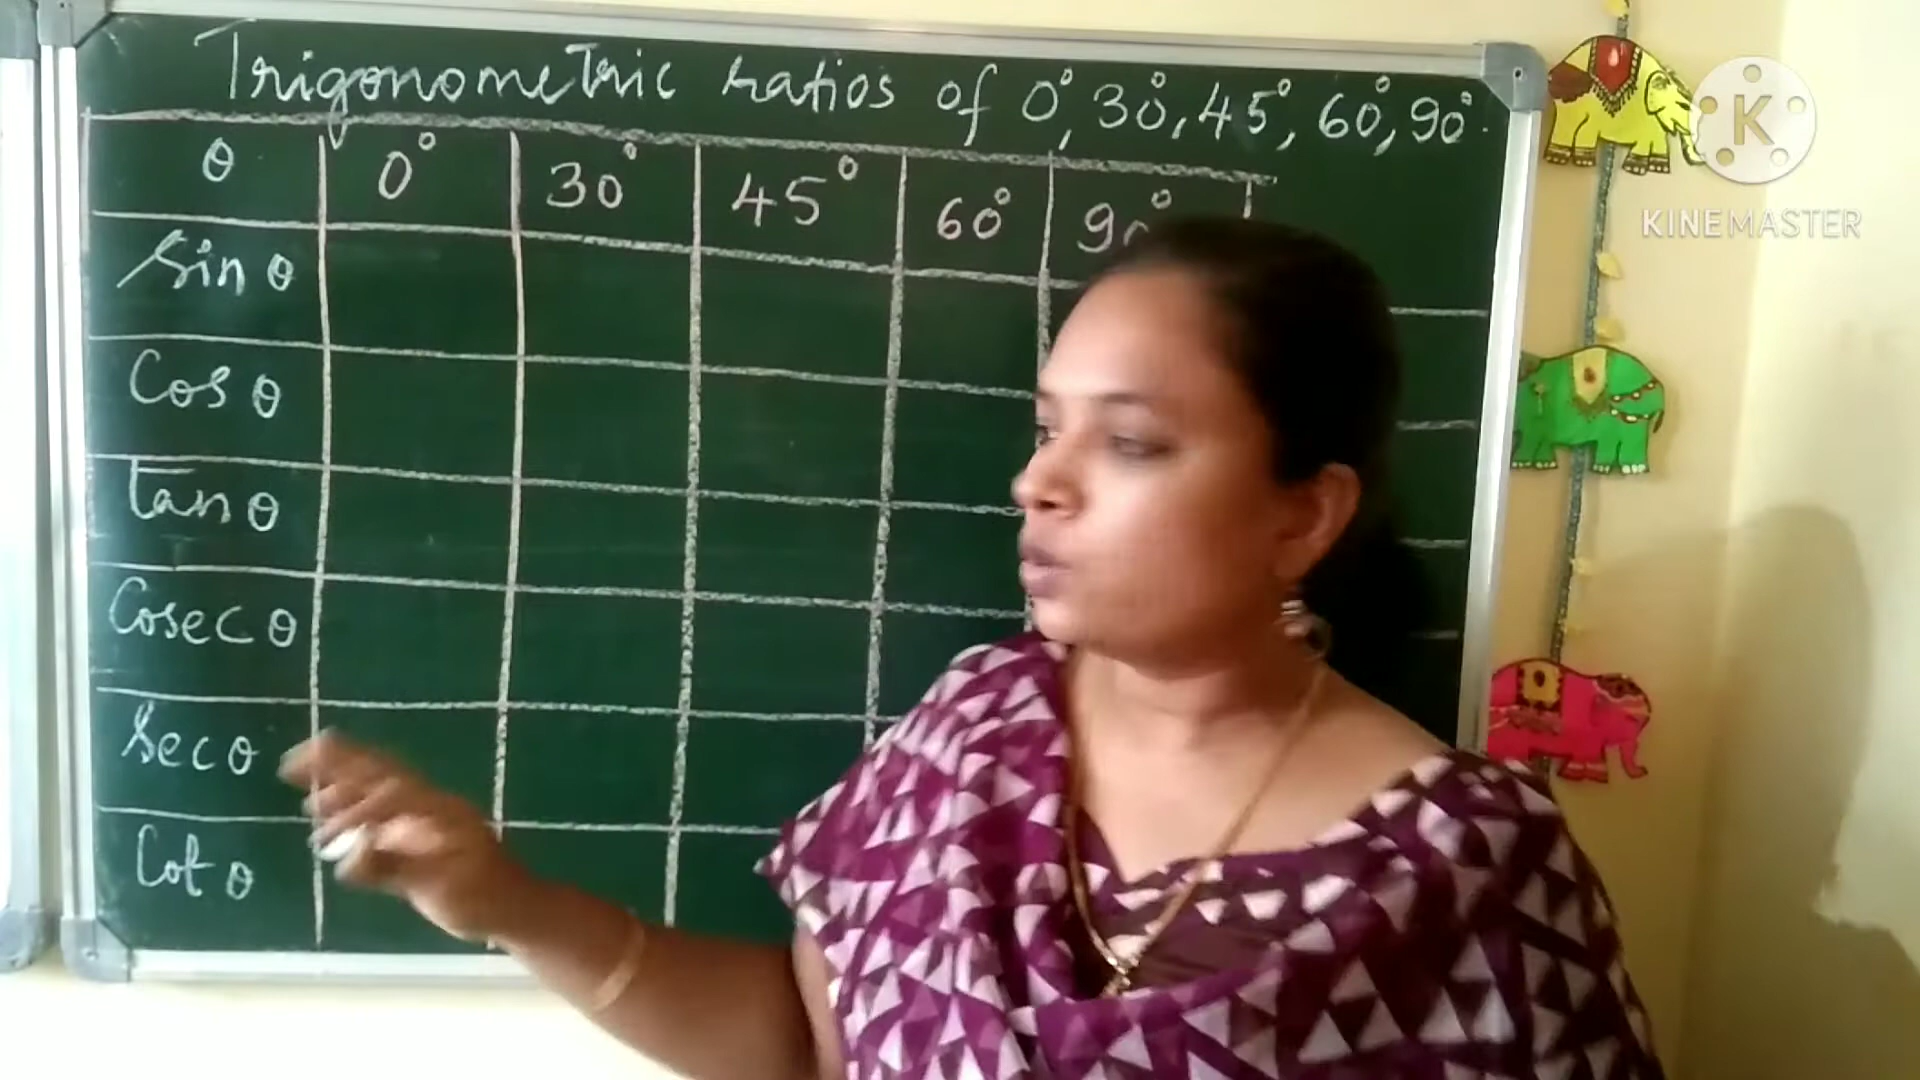 Trigonometric ratios of 0°, 30°, 45°, 60°, 90°.
θ 0° 30° 45° 60° 90°
sin θ
Cos θ
tan θ
Cosec θ
sec θ
Cot θ
K
KINEMASTER